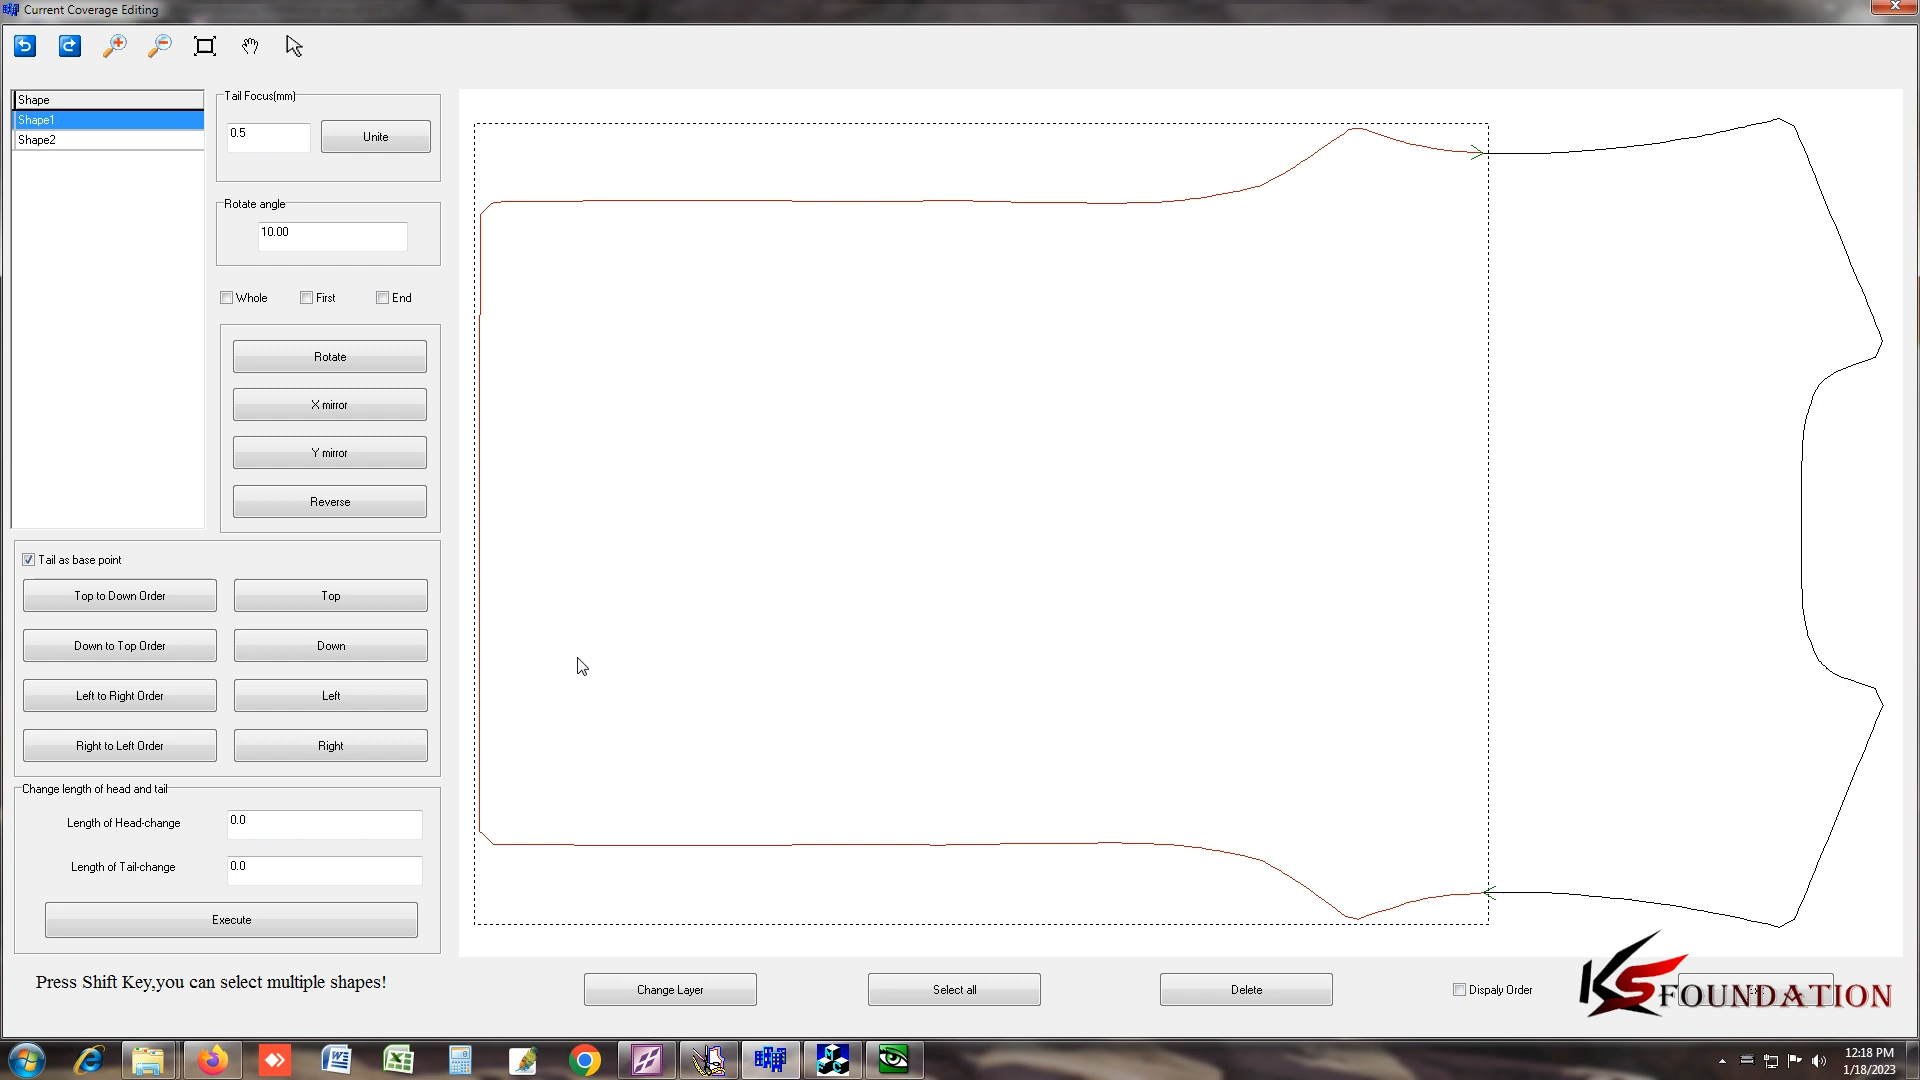 Current Coverage Editing
Shape
Shape1
Shape2
Tail Focus(mm)
0.5
Unite
Rotate angle
10.00
Whole
First
End
Rotate
X mirror
Y mirror
Reverse
Tail as base point
Top to Down Order
Top
Down to Top Order
Down
Left to Right Order
Left
Right to Left Order
Right
Change length of head and tail
Length of Head-change
0.0
Length of Tail-change
0.0
Execute
Press Shift Key,you can select multiple shapes!
Change Layer
Select all
Delete
Dispaly Order
KS FOUNDATION
12:18 PM
1/18/2023